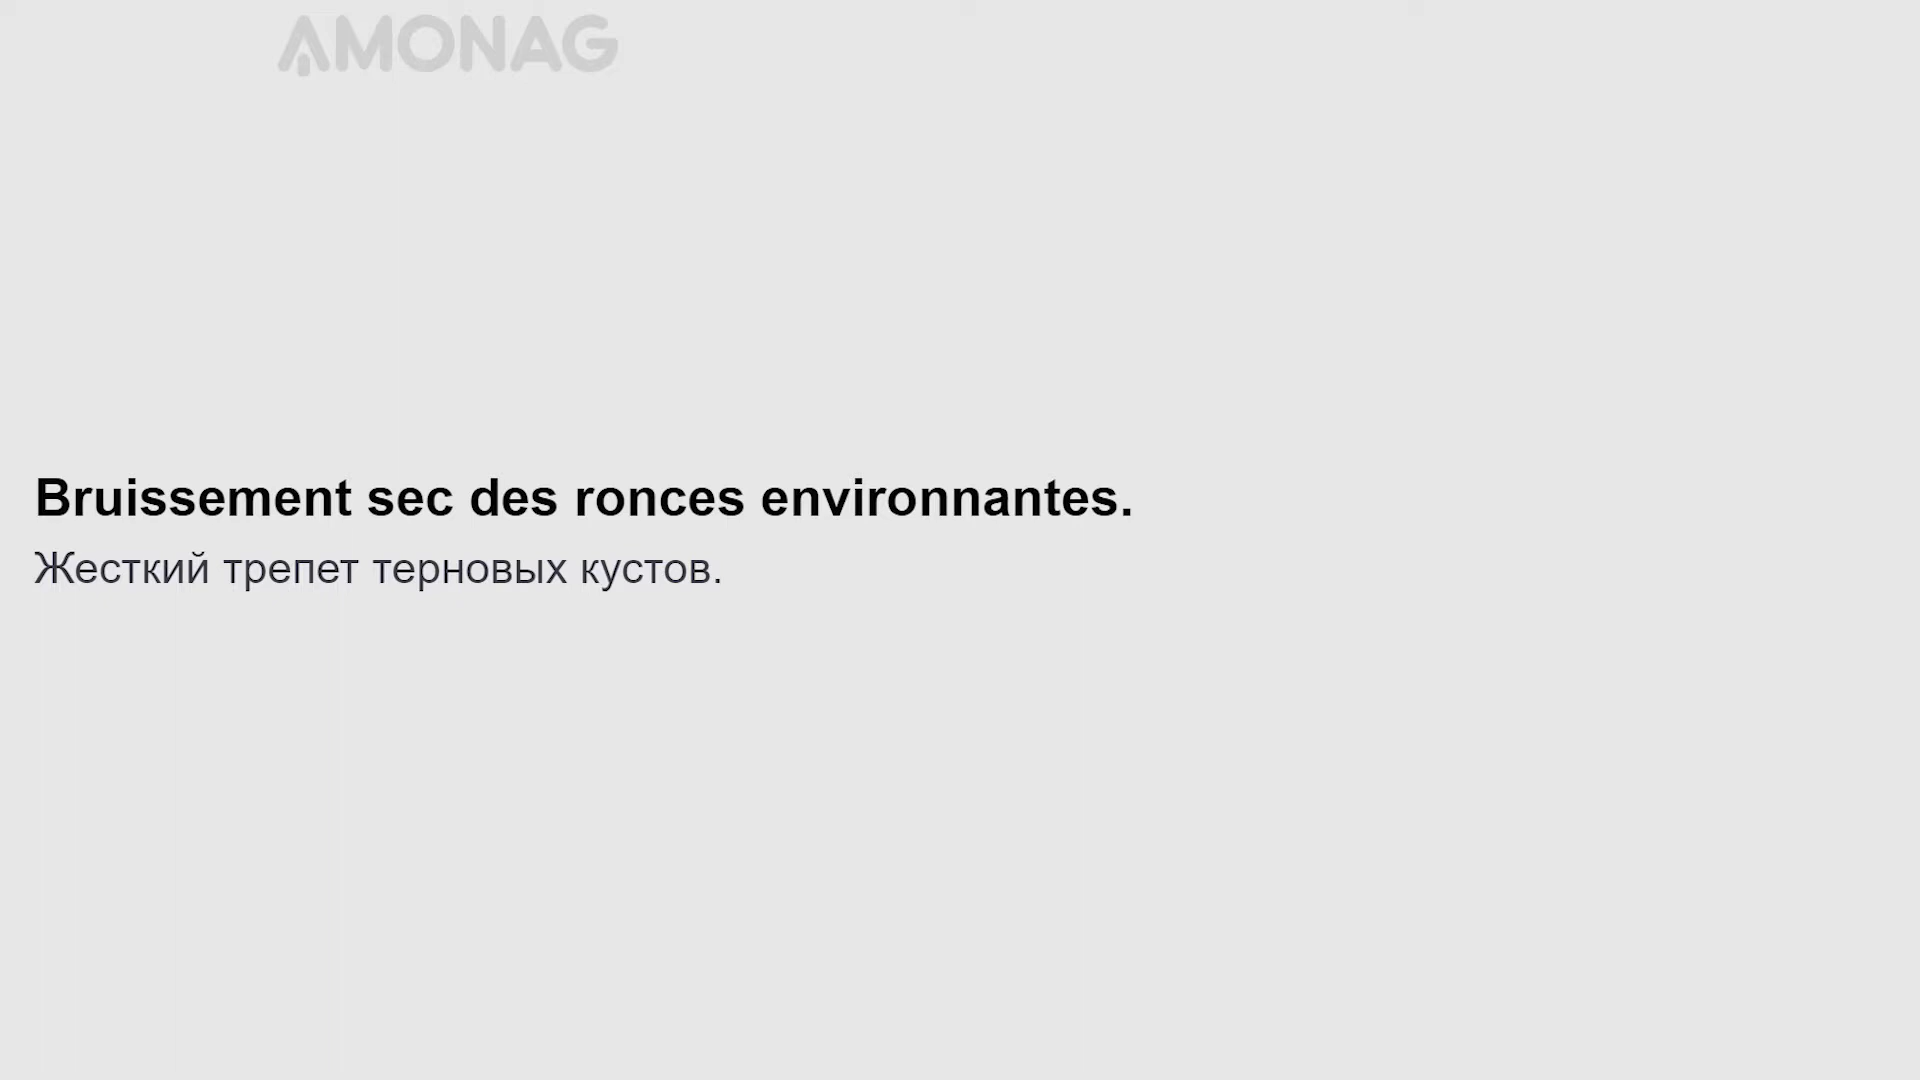 AMONAG
Bruissement sec des ronces environnantes.
Жесткий трепет терновых кустов.